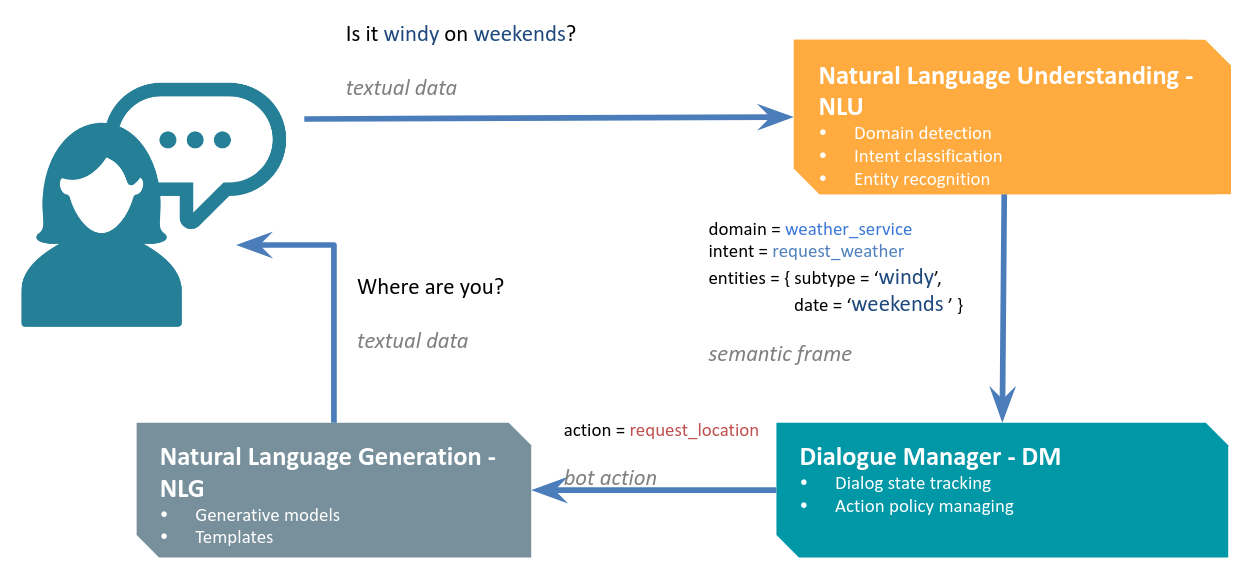 Is it windy on weekends?
textual data
Natural Language Understanding -
NLU
• Domain detection
• Intent classification
• Entity recognition
domain = weather_service
intent = request_weather
entities = { subtype = ‘windy’,
date = ‘weekends ’ }
semantic frame
Where are you?
textual data
action = request_location
bot action
Natural Language Generation -
NLG
• Generative models
• Templates
Dialogue Manager - DM
• Dialog state tracking
• Action policy managing